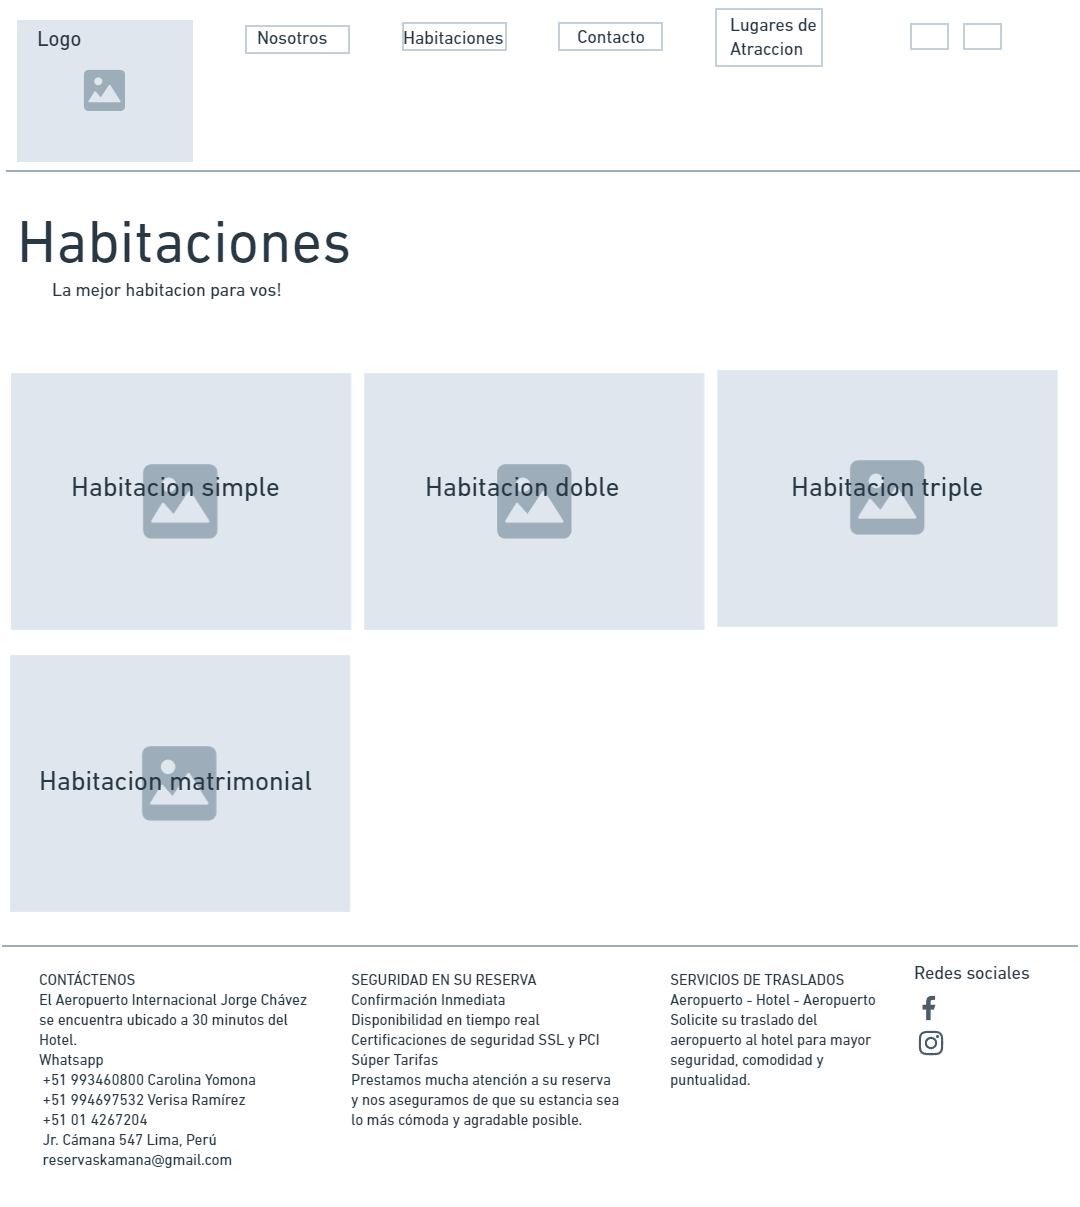 Logo
Nosotros
Habitaciones
Contacto
Lugares de
Atraccion
Habitaciones
La mejor habitacion para vos!
Habitacion simple
Habitacion doble
Habitacion triple
Habitacion matrimonial
CONTÁCTENOS
El Aeropuerto Internacional Jorge Chávez
se encuentra ubicado a 30 minutos del
Hotel.
Whatsapp
+51 993460800 Carolina Yomona
+51 994697532 Verisa Ramírez
+51 01 4267204
Jr. Cámana 547 Lima, Perú
reservaskamana@gmail.com
SEGURIDAD EN SU RESERVA
Confirmación Inmediata
Disponibilidad en tiempo real
Certificaciones de seguridad SSL y PCI
Súper Tarifas
Prestamos mucha atención a su reserva
y nos aseguramos de que su estancia sea
lo más cómoda y agradable posible.
SERVICIOS DE TRASLADOS
Aeropuerto - Hotel - Aeropuerto
Solicite su traslado del
aeropuerto al hotel para mayor
seguridad, comodidad y
puntualidad.
Redes sociales